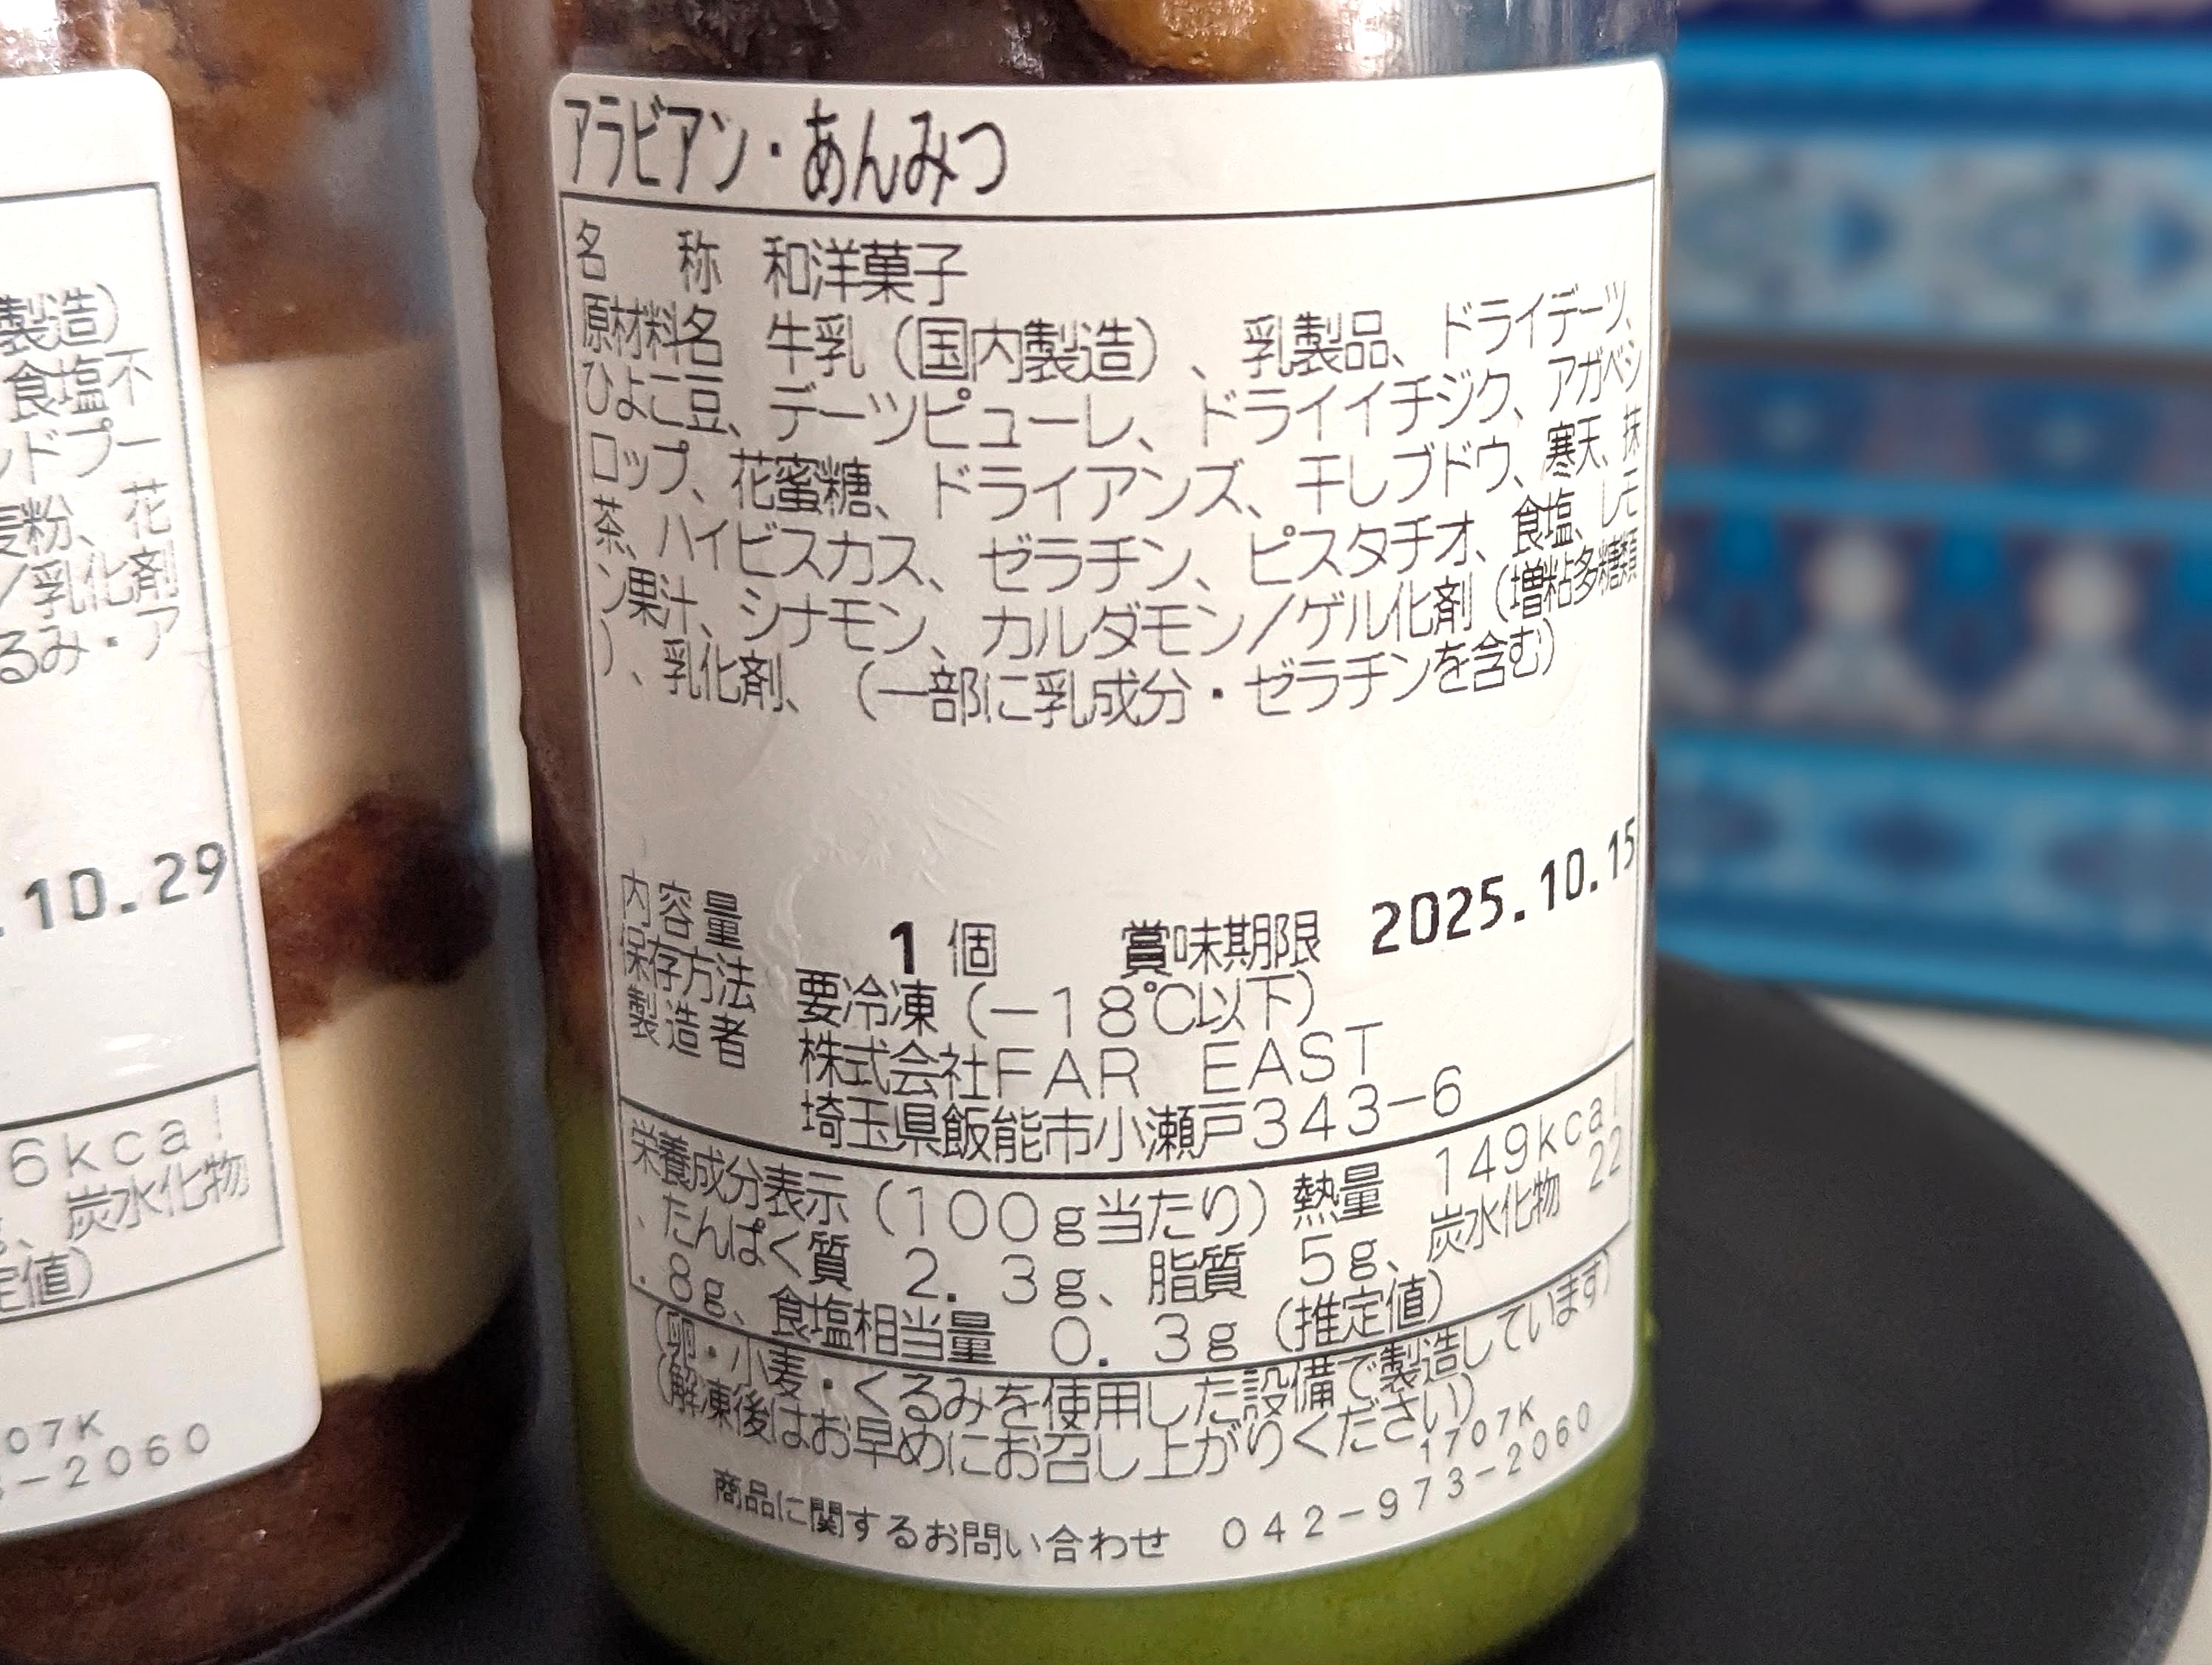 製造)
食塩不
ドプー
麦粉、花
/乳化剤
るみ・ア
.10.29
6kcal
、炭水化物
定値)
07K
-2060
アラビアン・あんみつ
名 称 和洋菓子
原材料名 牛乳(国内製造)、乳製品、ドライデーツ、
ひよこ豆、デーツピューレ、ドライイチジク、アガベシ
ロップ、花蜜糖、ドライアンズ、干しブドウ、寒天、抹
茶、ハイビスカス、ゼラチン、ピスタチオ、食塩、レモ
ン果汁、シナモン、カルダモン/ゲル化剤(増粘多糖類
)、乳化剤、(一部に乳成分・ゼラチンを含む)
内容量 1個 賞味期限 2025.10.15
保存方法 要冷凍(-18℃以下)
製造者 株式会社FAR EAST
埼玉県飯能市小瀬戸343-6
栄養成分表示(100g当たり)熱量 149kcal
、たんぱく質 2.3g、脂質 5g、炭水化物 22
.8g、食塩相当量 0.3g(推定値)
(卵・小麦・くるみを使用した設備で製造しています)
(解凍後はお早めにお召し上がりください)
1707K
商品に関するお問い合わせ 042-973-2060